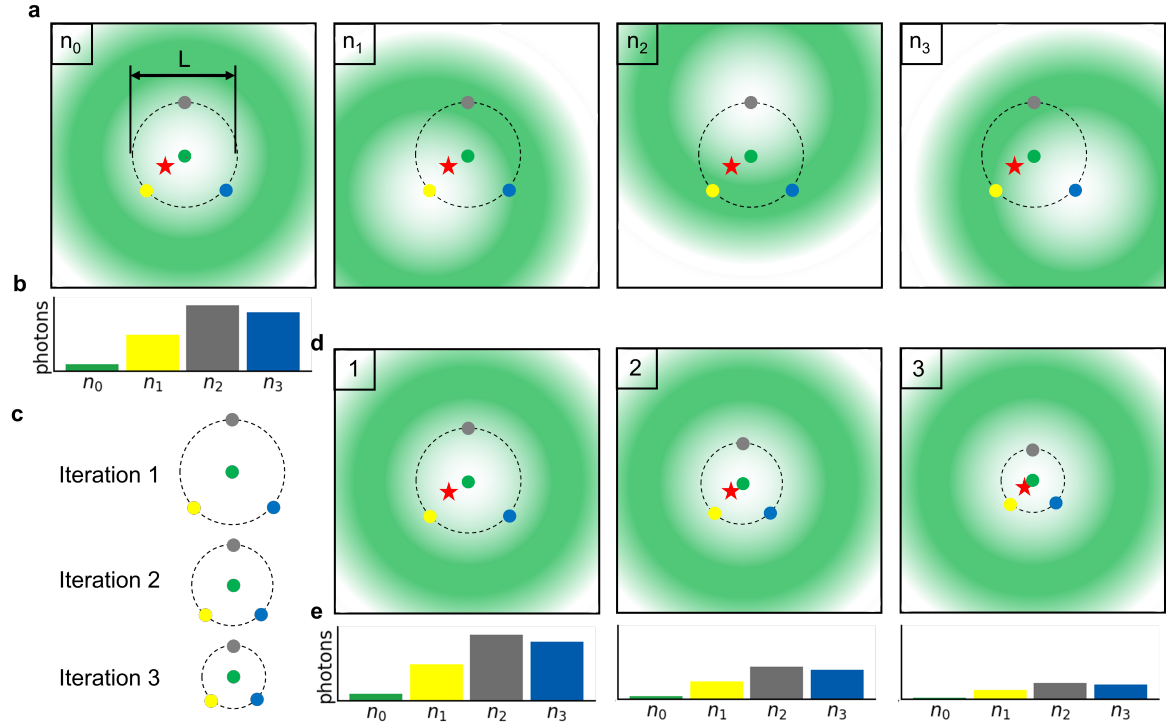 a
n₀
L
n₁
n₂
n₃
b
photons
n₀ n₁ n₂ n₃
c
Iteration 1
Iteration 2
Iteration 3
d
1
2
3
e
photons
n₀ n₁ n₂ n₃
n₀ n₁ n₂ n₃
n₀ n₁ n₂ n₃